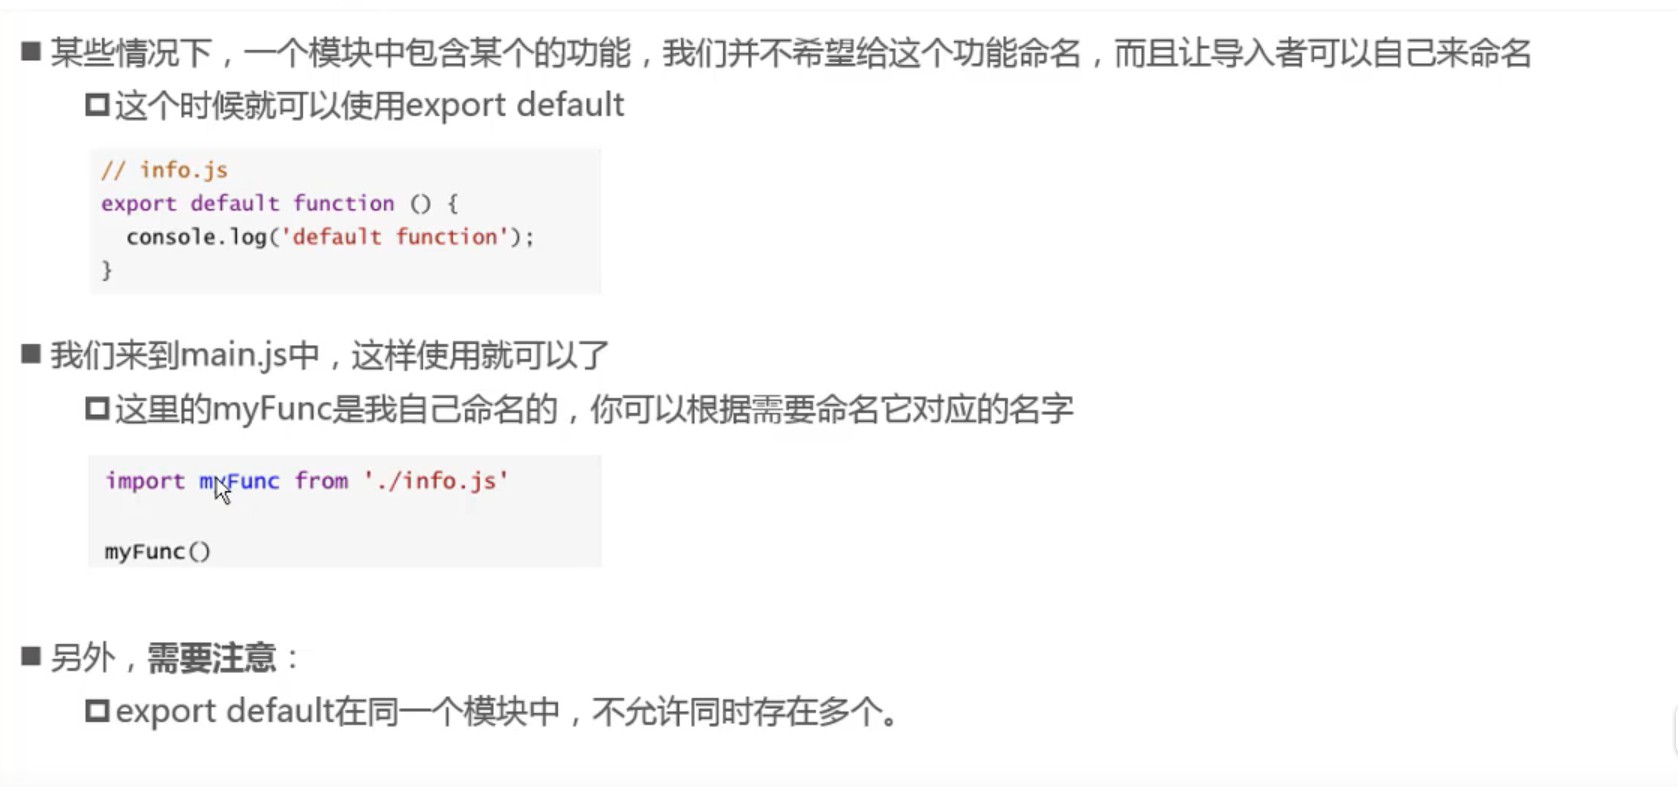 某些情况下，一个模块中包含某个的功能，我们并不希望给这个功能命名，而且让导入者可以自己来命名
这个时候就可以使用export default
// info.js
export default function () {
  console.log('default function');
}
我们来到main.js中，这样使用就可以了
这里的myFunc是我自己命名的，你可以根据需要命名它对应的名字
import myFunc from './info.js'
myFunc()
另外，需要注意：
export default在同一个模块中，不允许同时存在多个。